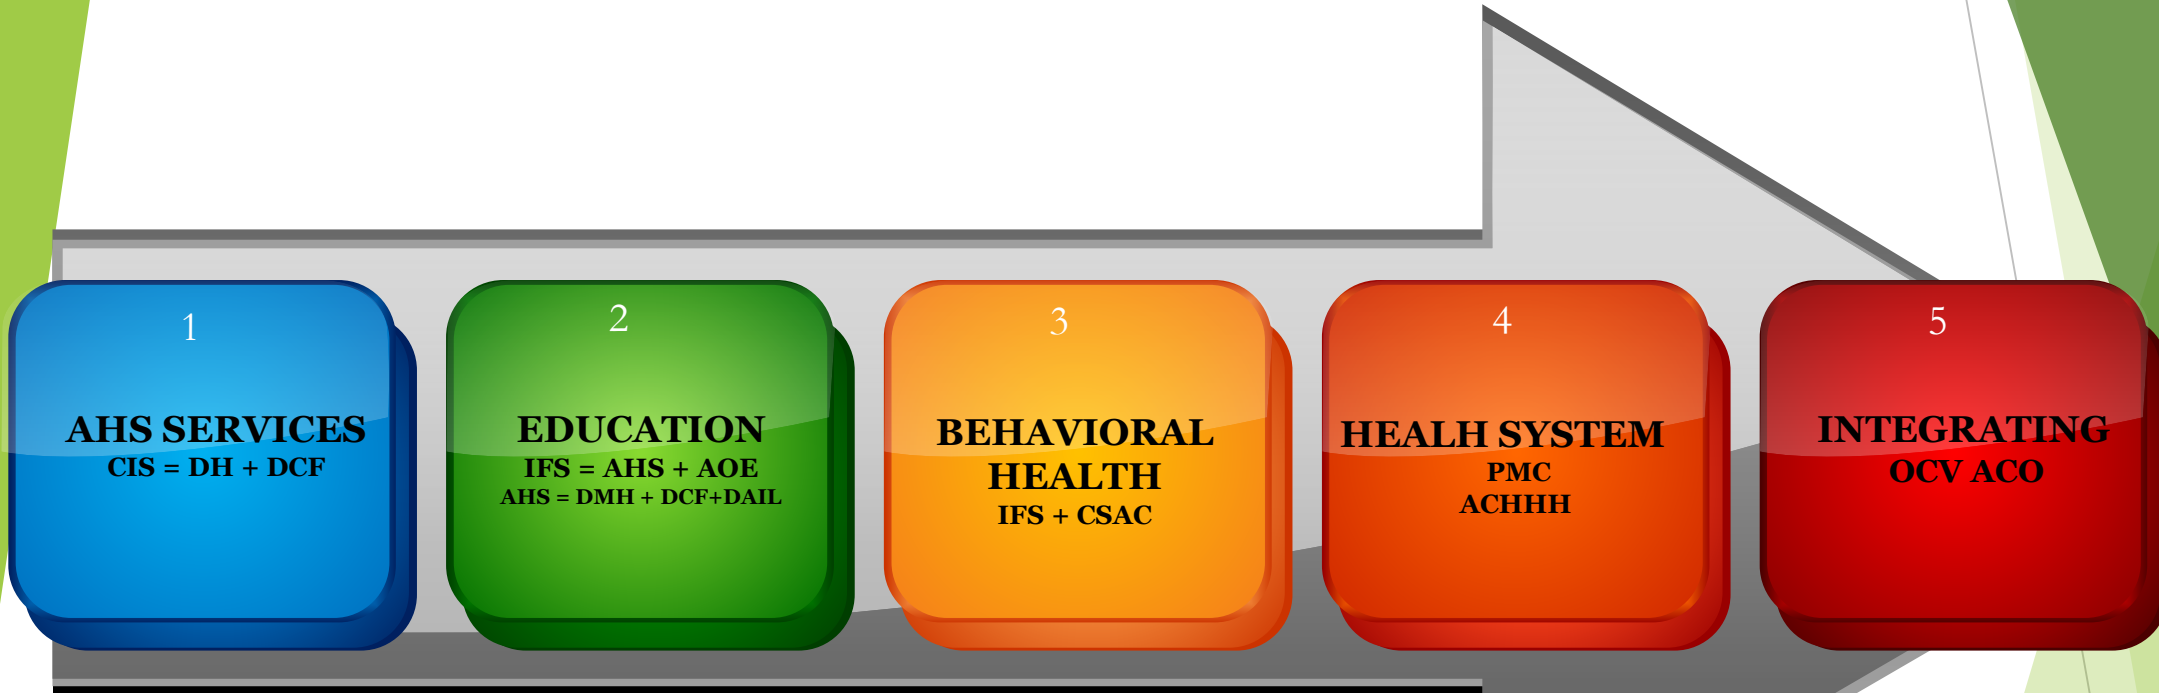 1
AHS SERVICES
CIS = DH + DCF
2
EDUCATION
IFS = AHS + AOE
AHS = DMH + DCF+DAIL
3
BEHAVIORAL
HEALTH
IFS + CSAC
4
HEALH SYSTEM
PMC
ACHHH
5
INTEGRATING
OCV ACO